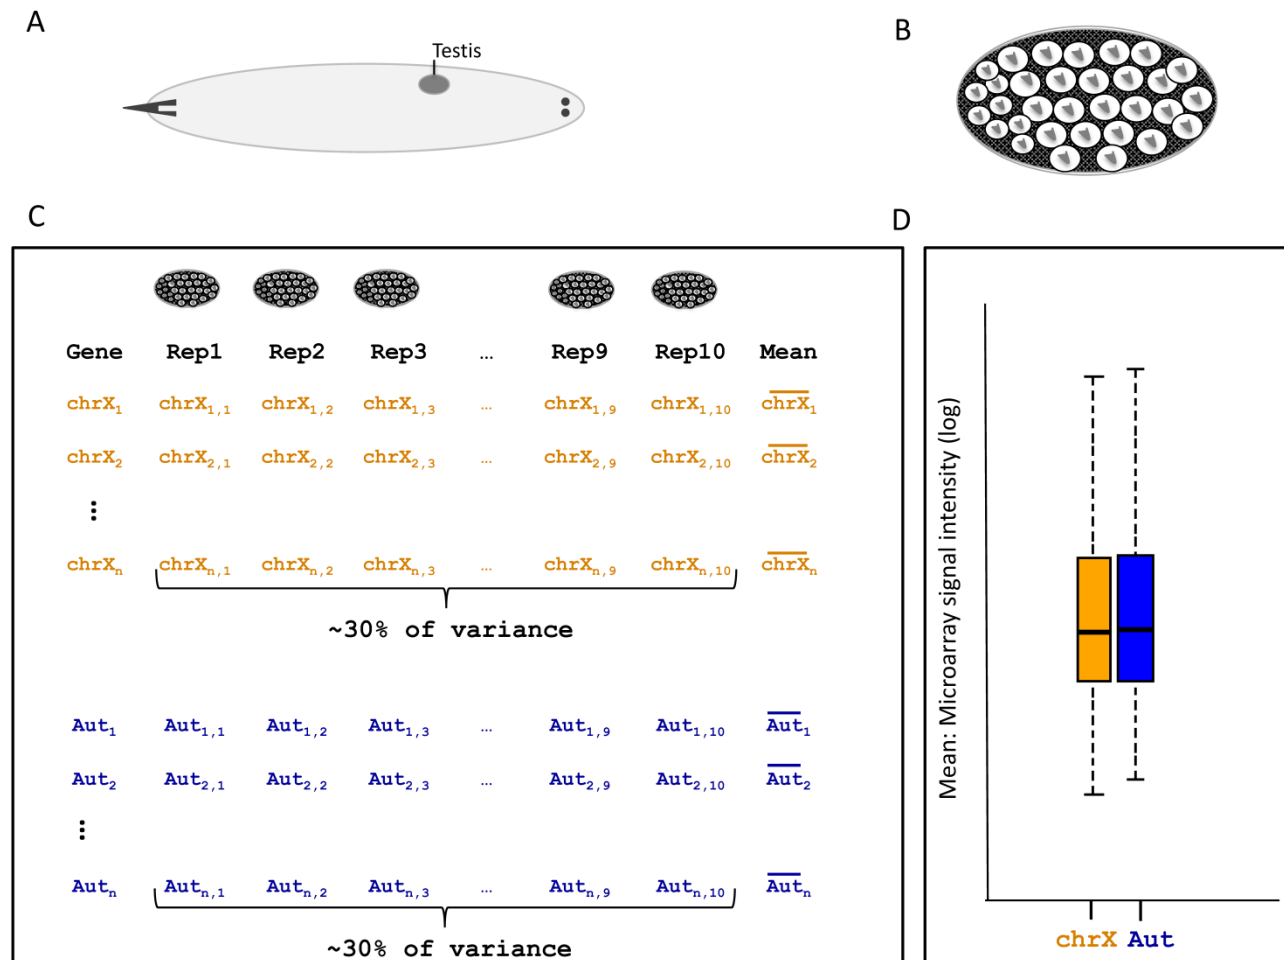 A
Testis
B
C
Gene Rep1 Rep2 Rep3 … Rep9 Rep10 Mean
chrX1 chrX1,1 chrX1,2 chrX1,3 … chrX1,9 chrX1,10 chrX1
chrX2 chrX2,1 chrX2,2 chrX2,3 … chrX2,9 chrX2,10 chrX2
⋮
chrXn chrXn,1 chrXn,2 chrXn,3 … chrXn,9 chrXn,10 chrXn
~30% of variance
Aut1 Aut1,1 Aut1,2 Aut1,3 … Aut1,9 Aut1,10 Aut1
Aut2 Aut2,1 Aut2,2 Aut2,3 … Aut2,9 Aut2,10 Aut2
⋮
Autn Autn,1 Autn,2 Autn,3 … Autn,9 Autn,10 Autn
~30% of variance
D
Mean: Microarray signal intensity (log)
chrX Aut